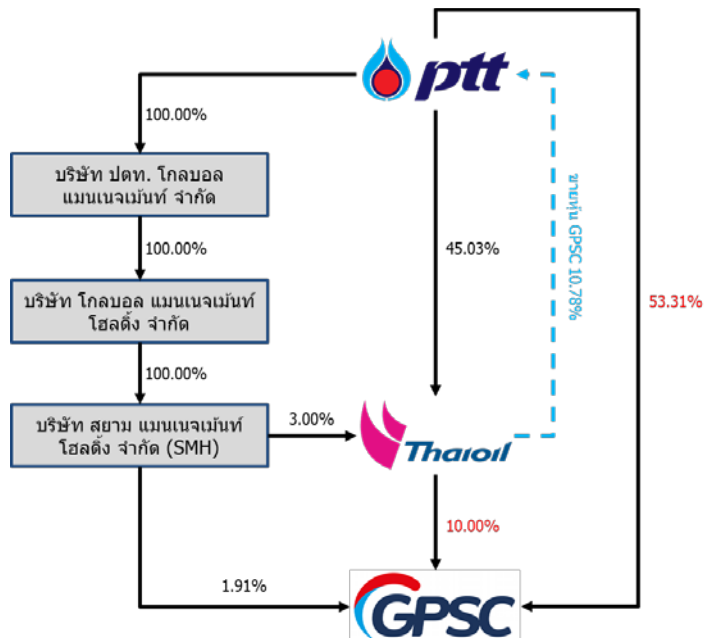 ptt
100.00%
บริษัท ปตท. โกลบอล
แมนเนจเม้นท์ จำกัด
100.00%
45.03%
ขายหุ้น GPSC 10.78%
53.31%
บริษัท โกลบอล แมนเนจเม้นท์
โฮลดิ้ง จำกัด
100.00%
บริษัท สยาม แมนเนจเม้นท์
โฮลดิ้ง จำกัด (SMH)
3.00%
Thaioil
10.00%
1.91%
GPSC